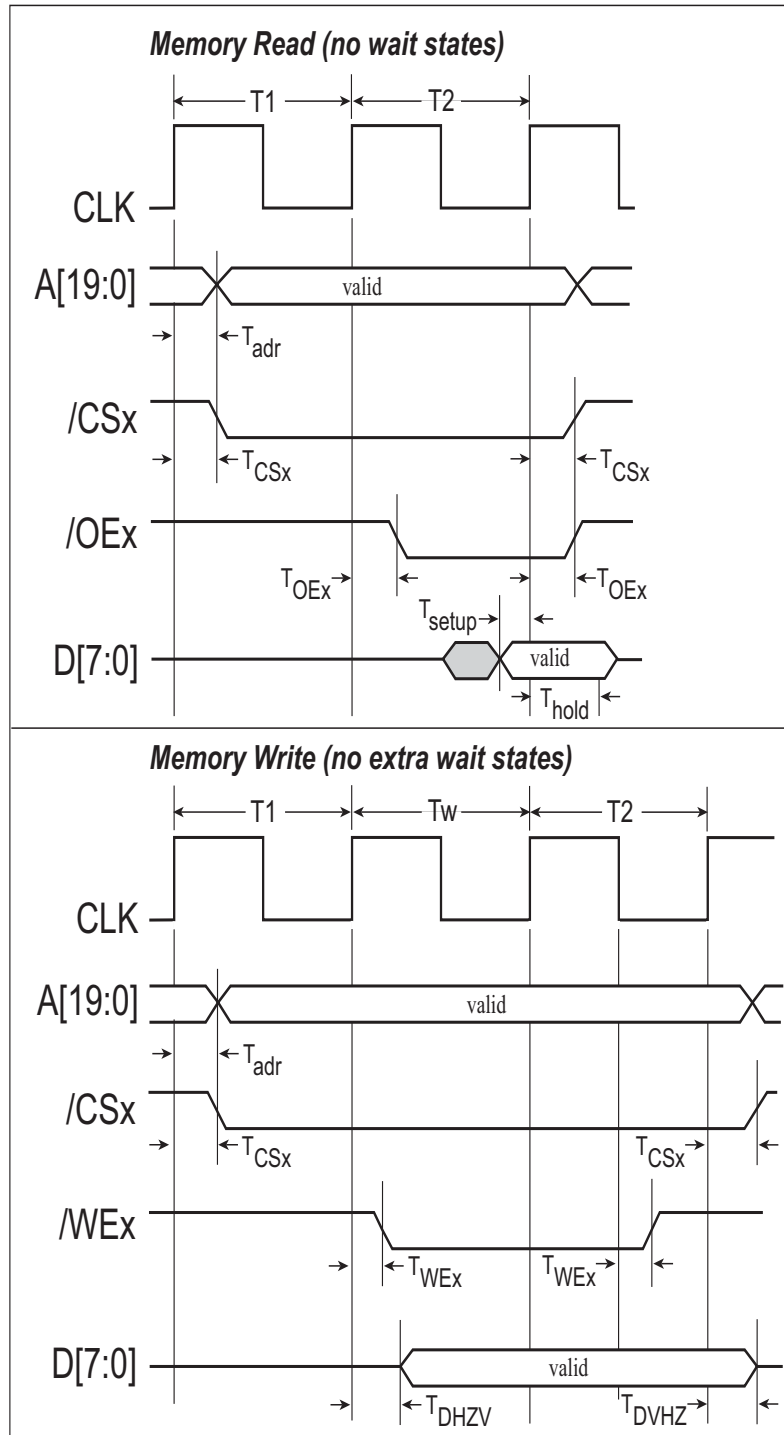 Memory Read (no wait states)
T1 T2
CLK
A[19:0] valid
Tadr
/CSx
TCSx TCSx
/OEx
TOEx TOEx
Tsetup
D[7:0] valid
Thold
Memory Write (no extra wait states)
T1 Tw T2
CLK
A[19:0] valid
Tadr
/CSx
TCSx TCSx
/WEx
TWEx TWEx
D[7:0] valid
TDHZV TDVHZ